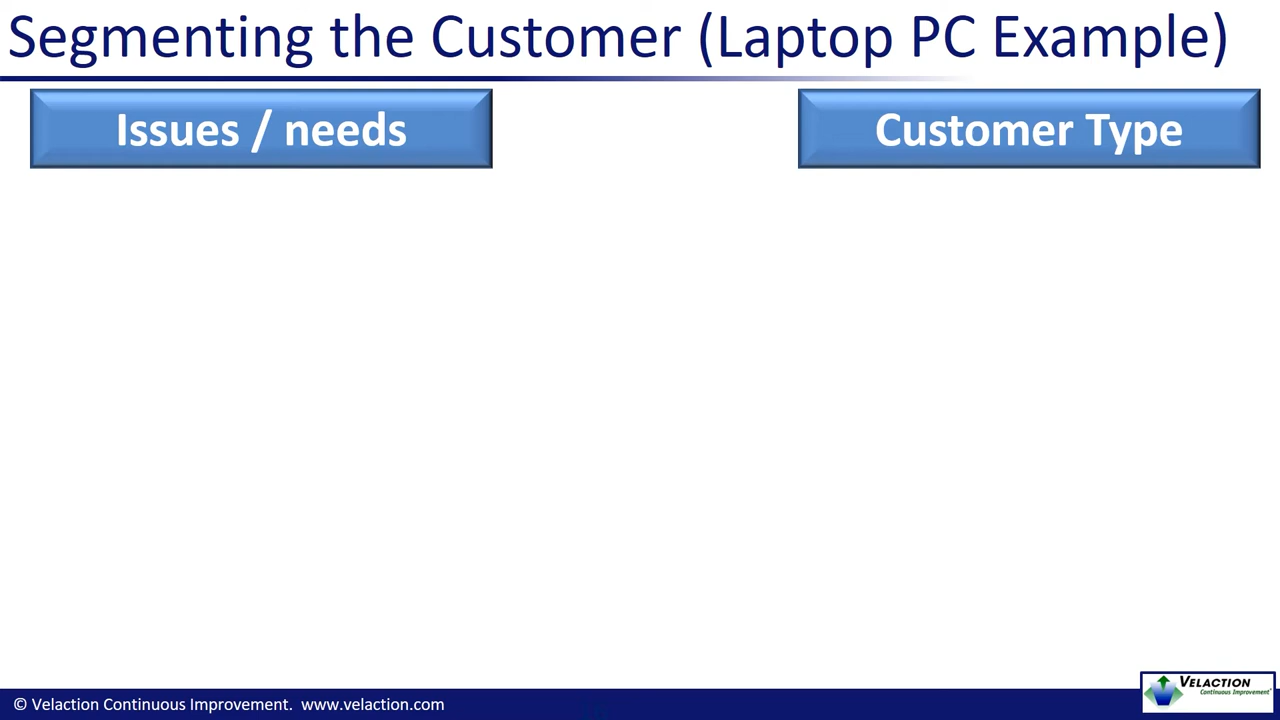 Segmenting the Customer (Laptop PC Example)
Issues / needs
Customer Type
© Velaction Continuous Improvement. www.velaction.com
VELACTION
Continuous Improvement